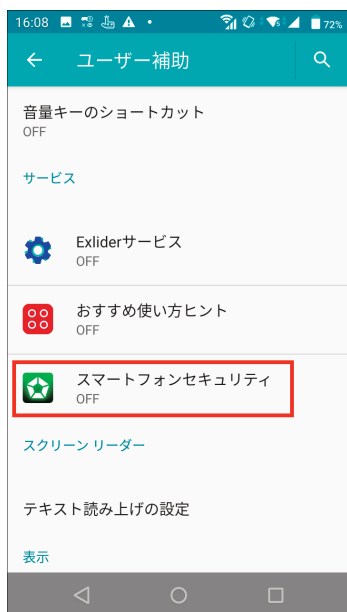 16:08 72%
ユーザー補助
音量キーのショートカット
OFF
サービス
Exliderサービス
OFF
おすすめ使い方ヒント
OFF
スマートフォンセキュリティ
OFF
スクリーン リーダー
テキスト読み上げの設定
表示